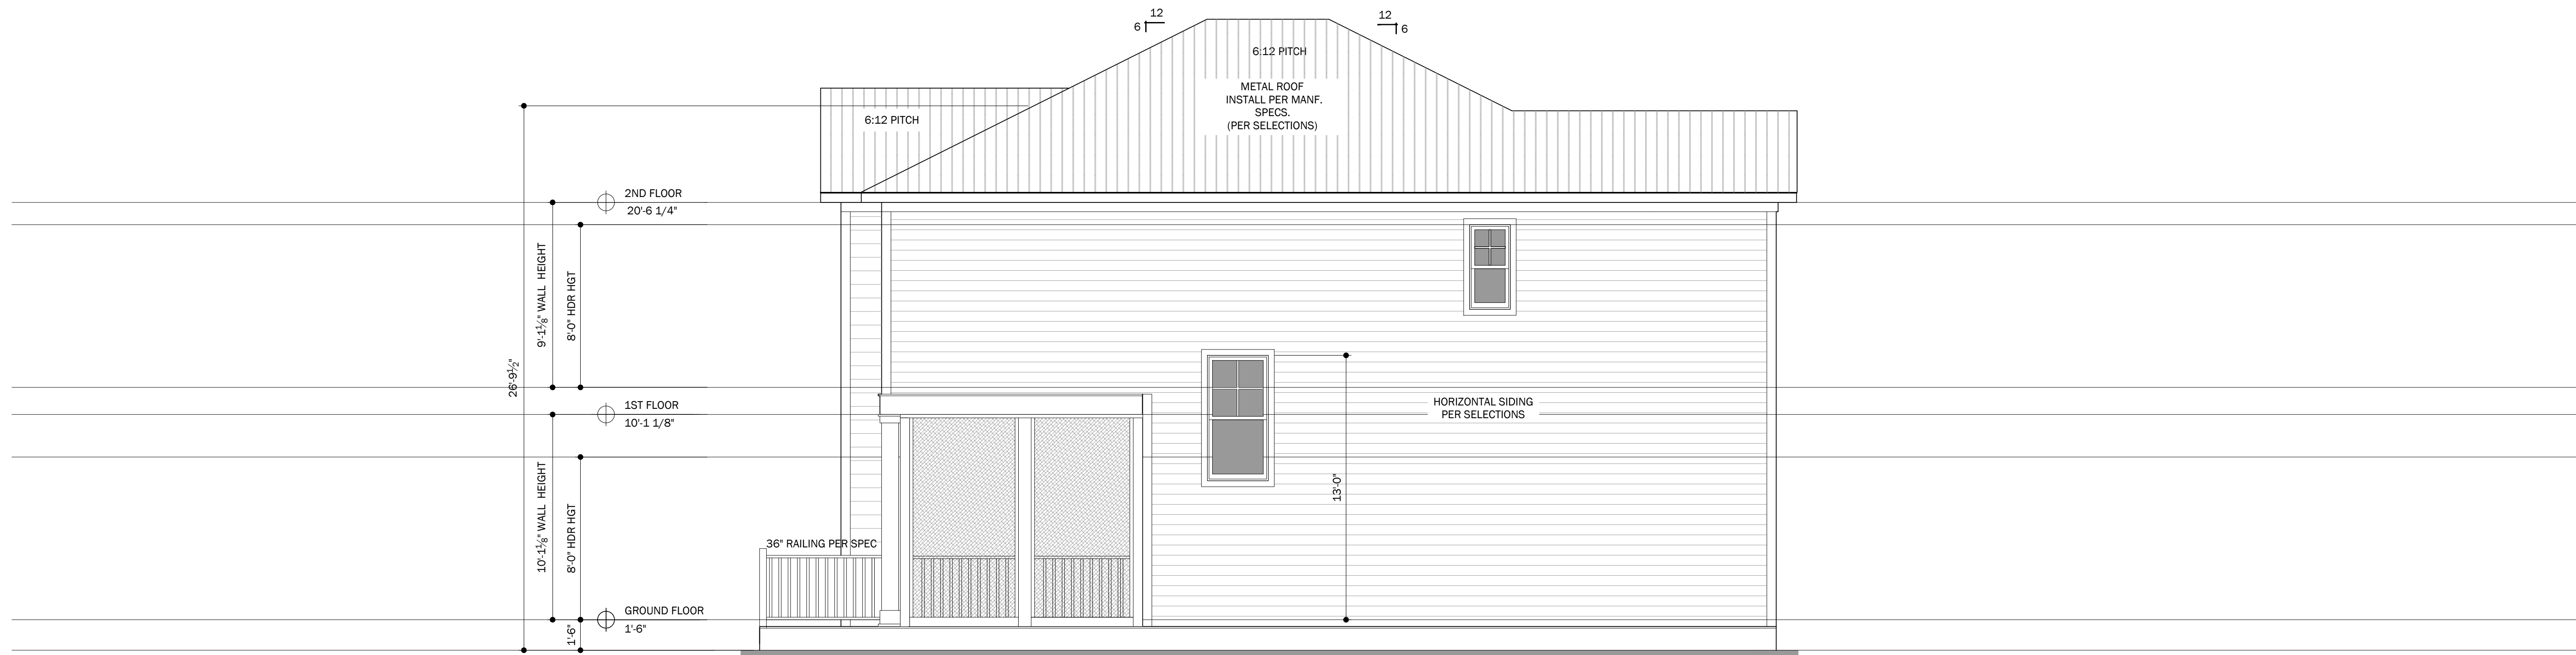 12
6
12
6
6:12 PITCH
METAL ROOF
INSTALL PER MANF.
SPECS.
(PER SELECTIONS)
6:12 PITCH
2ND FLOOR
20'-6 1/4"
9'-1⅛" WALL HEIGHT
8'-0" HDR HGT
26'-9½"
1ST FLOOR
10'-1 1/8"
HORIZONTAL SIDING
PER SELECTIONS
10'-1⅛" WALL HEIGHT
8'-0" HDR HGT
13'-0"
36" RAILING PER SPEC
GROUND FLOOR
1'-6"
1'-6"